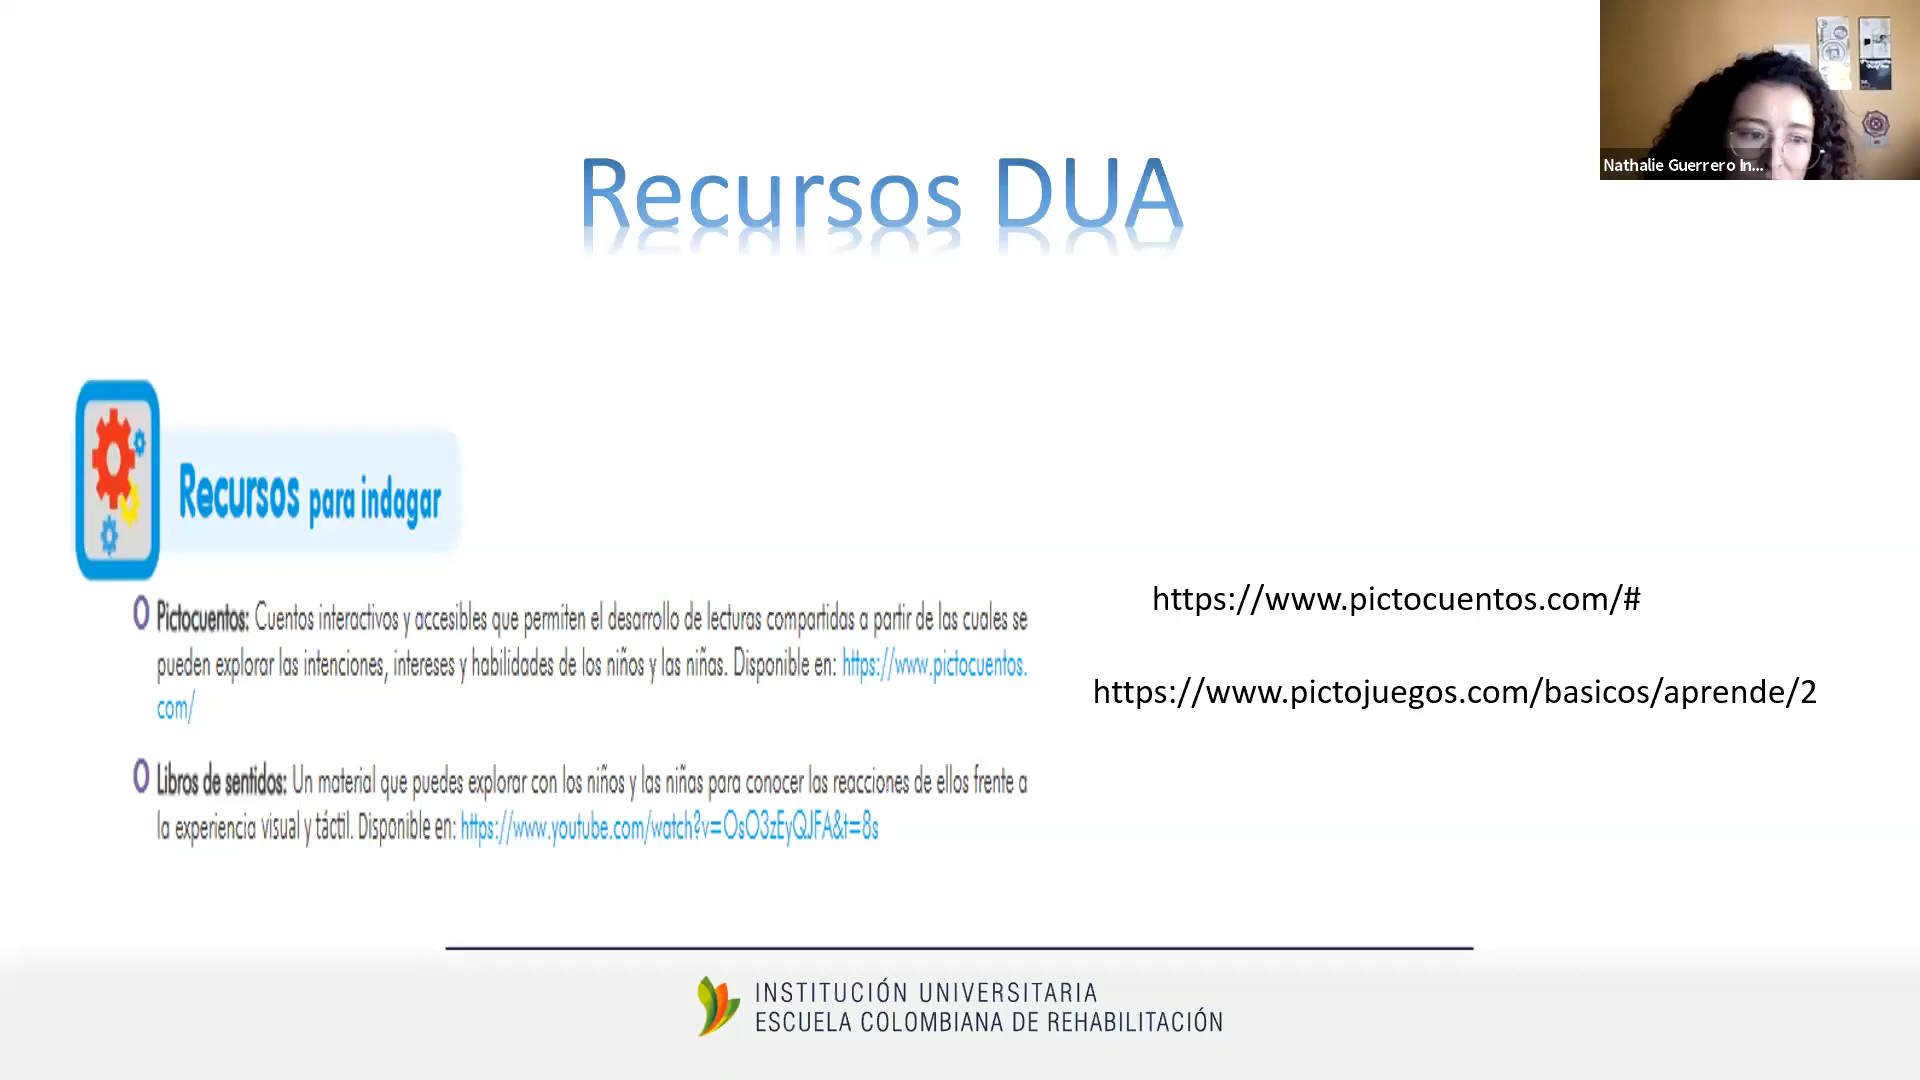 Recursos DUA
Nathalie Guerrero In...
Recursos para indagar
Pictocuentos: Cuentos interactivos y accesibles que permiten el desarrollo de lecturas compartidas a partir de las cuales se
pueden explorar las intenciones, intereses y habilidades de los niños y las niñas. Disponible en: https://www.pictocuentos.
com/
Libros de sentidos: Un material que puedes explorar con los niños y las niñas para conocer las reacciones de ellos frente a
la experiencia visual y táctil. Disponible en: https://www.youtube.com/watch?v=OsO3zEyQJFA&t=8s
https://www.pictocuentos.com/#
https://www.pictojuegos.com/basicos/aprende/2
INSTITUCIÓN UNIVERSITARIA
ESCUELA COLOMBIANA DE REHABILITACIÓN